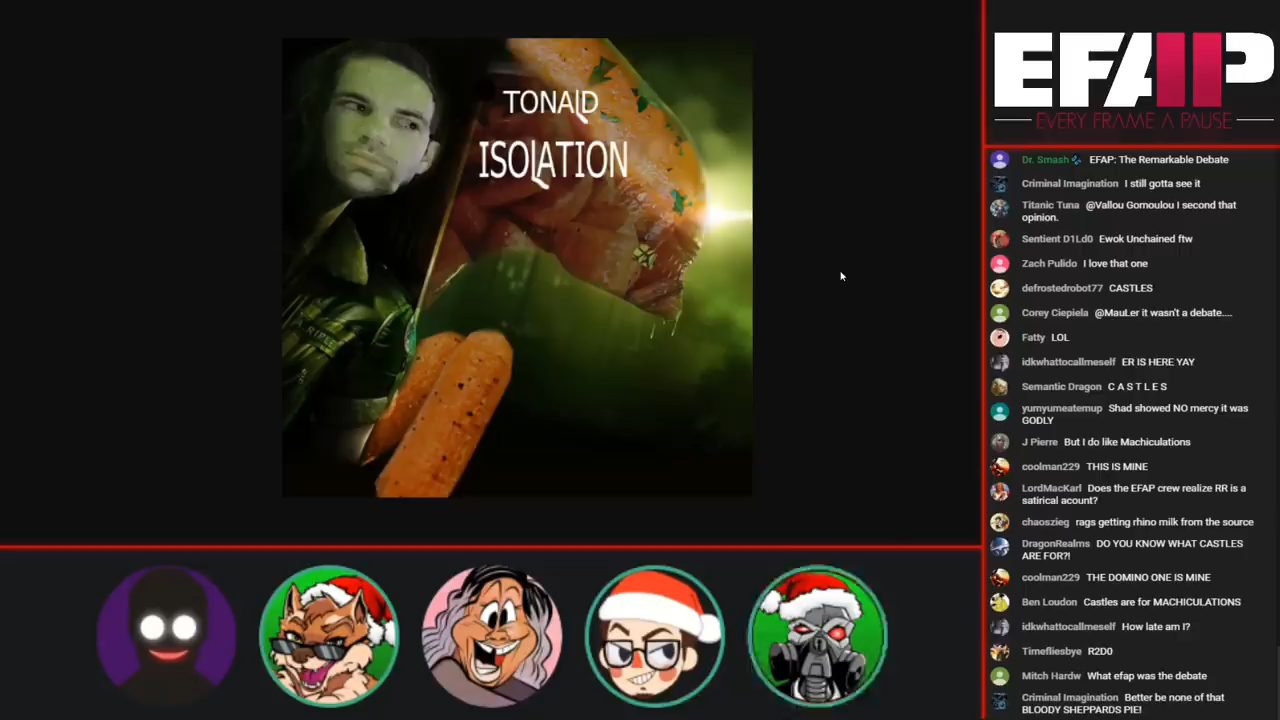 TONALD
ISOLATION
A. RIPLEY
EFAP
EVERY FRAME A PAUSE
Dr. Smash EFAP: The Remarkable Debate
Criminal Imagination I still gotta see it
Titanic Tuna @Vallou Gomoulou I second that
opinion.
Sentient D1Ld0 Ewok Unchained ftw
Zach Pulido I love that one
defrostedrobot77 CASTLES
Corey Ciepiela @MauLer it wasn't a debate....
Fatty LOL
idkwhattocallmeself ER IS HERE YAY
Semantic Dragon C A S T L E S
yumyumeatemup Shad showed NO mercy it was
GODLY
J Pierre But I do like Machiculations
coolman229 THIS IS MINE
LordMacKarl Does the EFAP crew realize RR is a
satirical acount?
chaoszieg rags getting rhino milk from the source
DragonRealms DO YOU KNOW WHAT CASTLES
ARE FOR?!
coolman229 THE DOMINO ONE IS MINE
Ben Loudon Castles are for MACHICULATIONS
idkwhattocallmeself How late am I?
Timefliesbye R2D0
Mitch Hardw What efap was the debate
Criminal Imagination Better be none of that
BLOODY SHEPPARDS PIE!